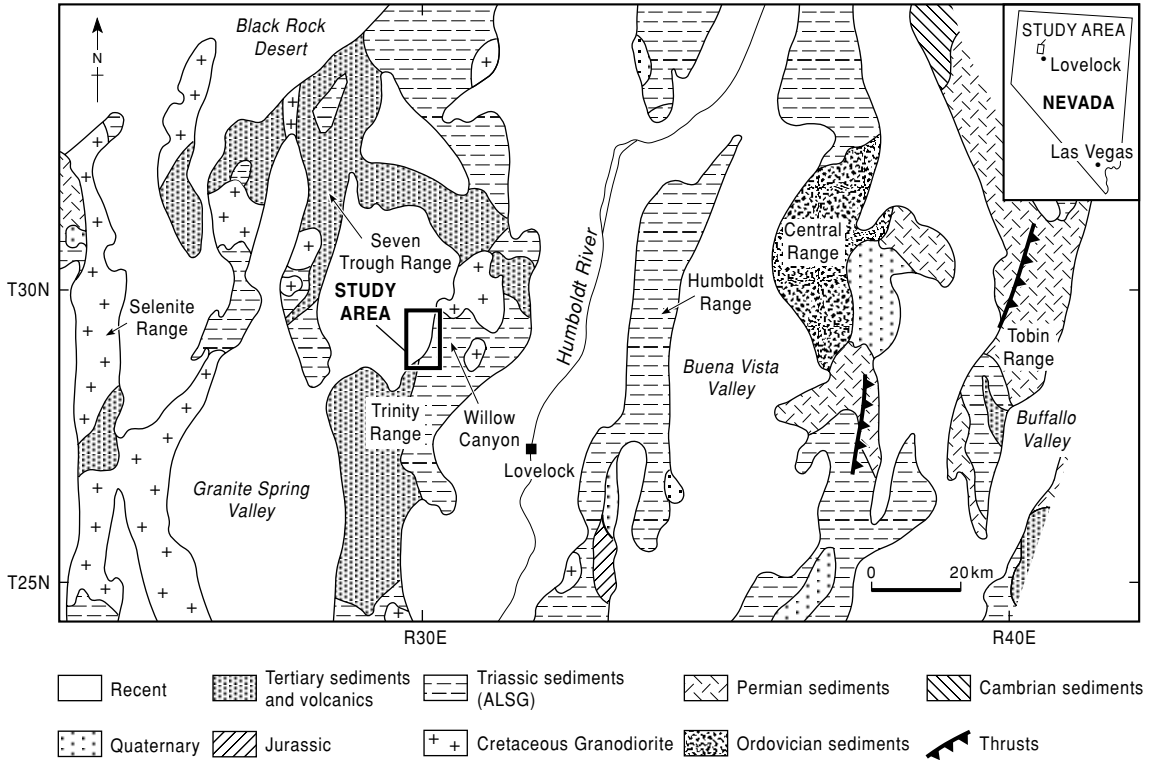 Black Rock
Desert
N
STUDY AREA
Lovelock
NEVADA
Las Vegas
Seven
Trough Range
STUDY
AREA
Selenite
Range
Humboldt River
Central
Range
Humboldt
Range
Tobin
Range
T30N
Buena Vista
Valley
Trinity
Range
Willow
Canyon
Lovelock
Buffalo
Valley
Granite Spring
Valley
0 20 km
T25N
R30E
R40E
Recent
Tertiary sediments
and volcanics
Triassic sediments
(ALSG)
Permian sediments
Cambrian sediments
Quaternary
Jurassic
Cretaceous Granodiorite
Ordovician sediments
Thrusts